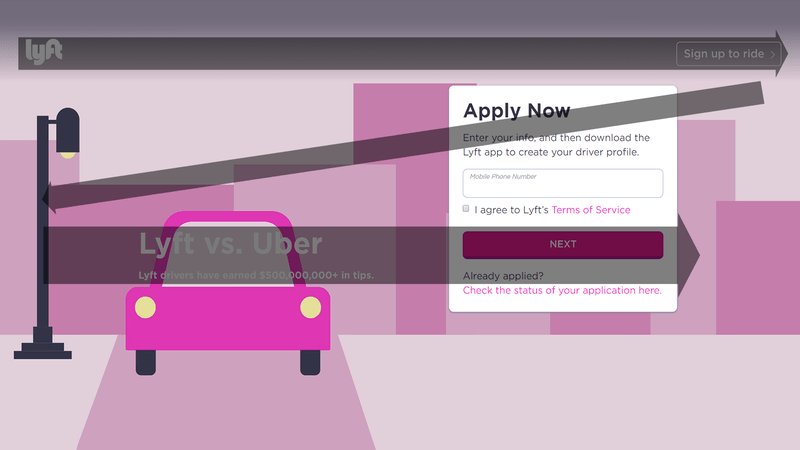 lyft
Sign up to ride
Apply Now
Enter your info, and then download the
Lyft app to create your driver profile.
Mobile Phone Number
I agree to Lyft's Terms of Service
Lyft vs. Uber
Lyft drivers have earned $500,000,000+ in tips.
NEXT
Already applied?
Check the status of your application here.